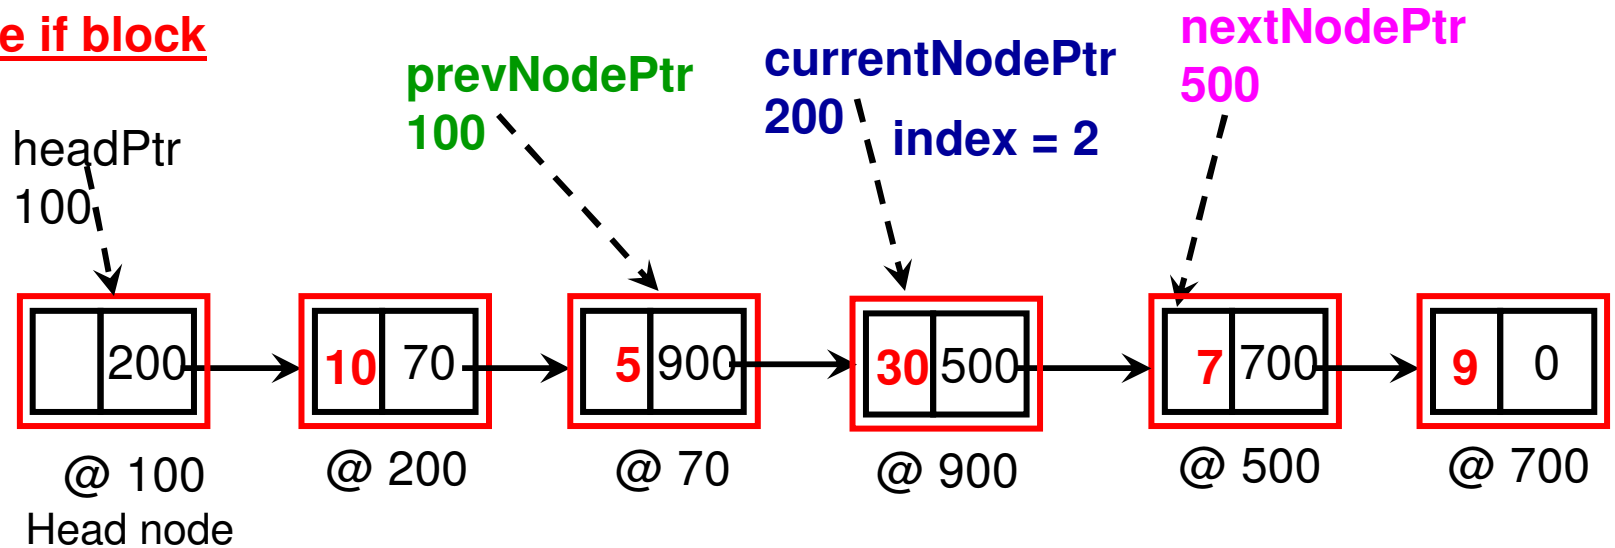 e if block
headPtr
100
prevNodePtr
100
currentNodePtr
200
index = 2
nextNodePtr
500
200
10 70
5 900
30 500
7 700
9 0
@ 100
@ 200
@ 70
@ 900
@ 500
@ 700
Head node